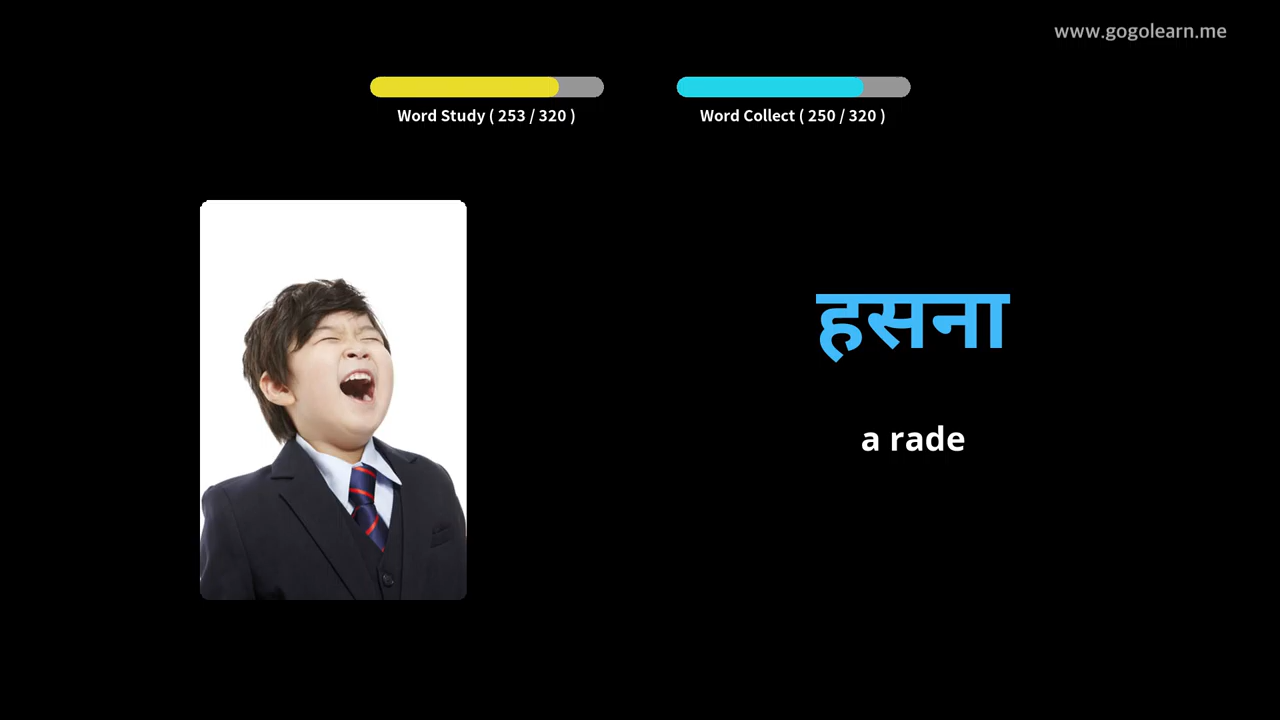 www.gogolearn.me
Word Study ( 253 / 320 )
Word Collect ( 250 / 320 )
हसना
a rade